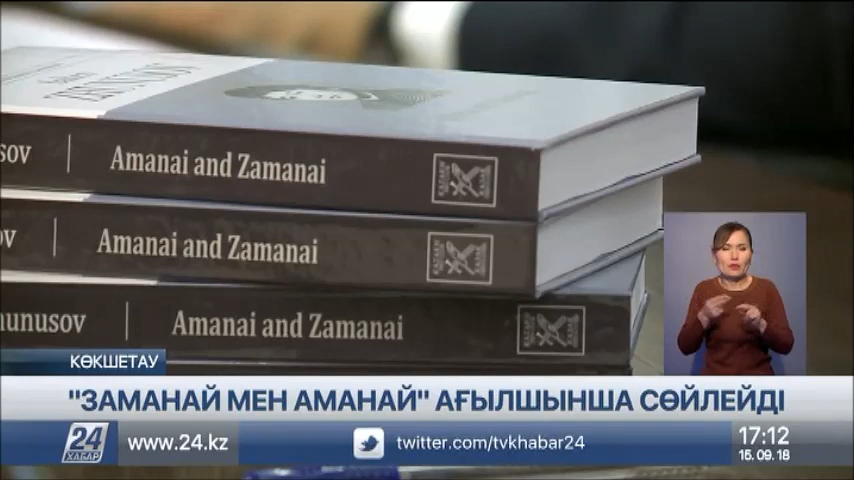 Amanai and Zamanai
Amanai and Zamanai
Amanai and Zamanai
КӨКШЕТАУ
"ЗАМАНАЙ МЕН АМАНАЙ" АҒЫЛШЫНША СӨЙЛЕЙДІ
24
ХАБАР
www.24.kz
twitter.com/tvkhabar24
17:12
15.09.18